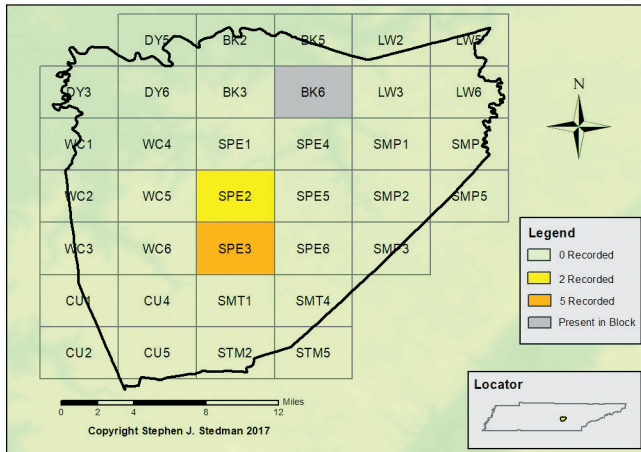 DY5 BK2 BK5 LW2 LW5
DY3 DY6 BK3 BK6 LW3 LW6
N
WC1 WC4 SPE1 SPE4 SMP1 SMP
WC2 WC5 SPE2 SPE5 SMP2 SMP5
WC3 WC6 SPE3 SPE6 SMP3
CU1 CU4 SMT1 SMT4
CU2 CU5 STM2 STM5
Legend
0 Recorded
2 Recorded
5 Recorded
Present in Block
Miles
0 2 4 8 12
Copyright Stephen J. Stedman 2017
Locator